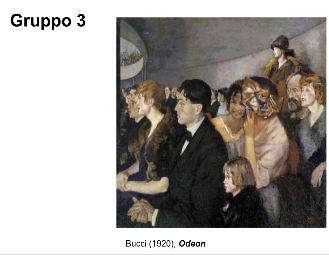 Gruppo 3
Bucci (1920), Odeon